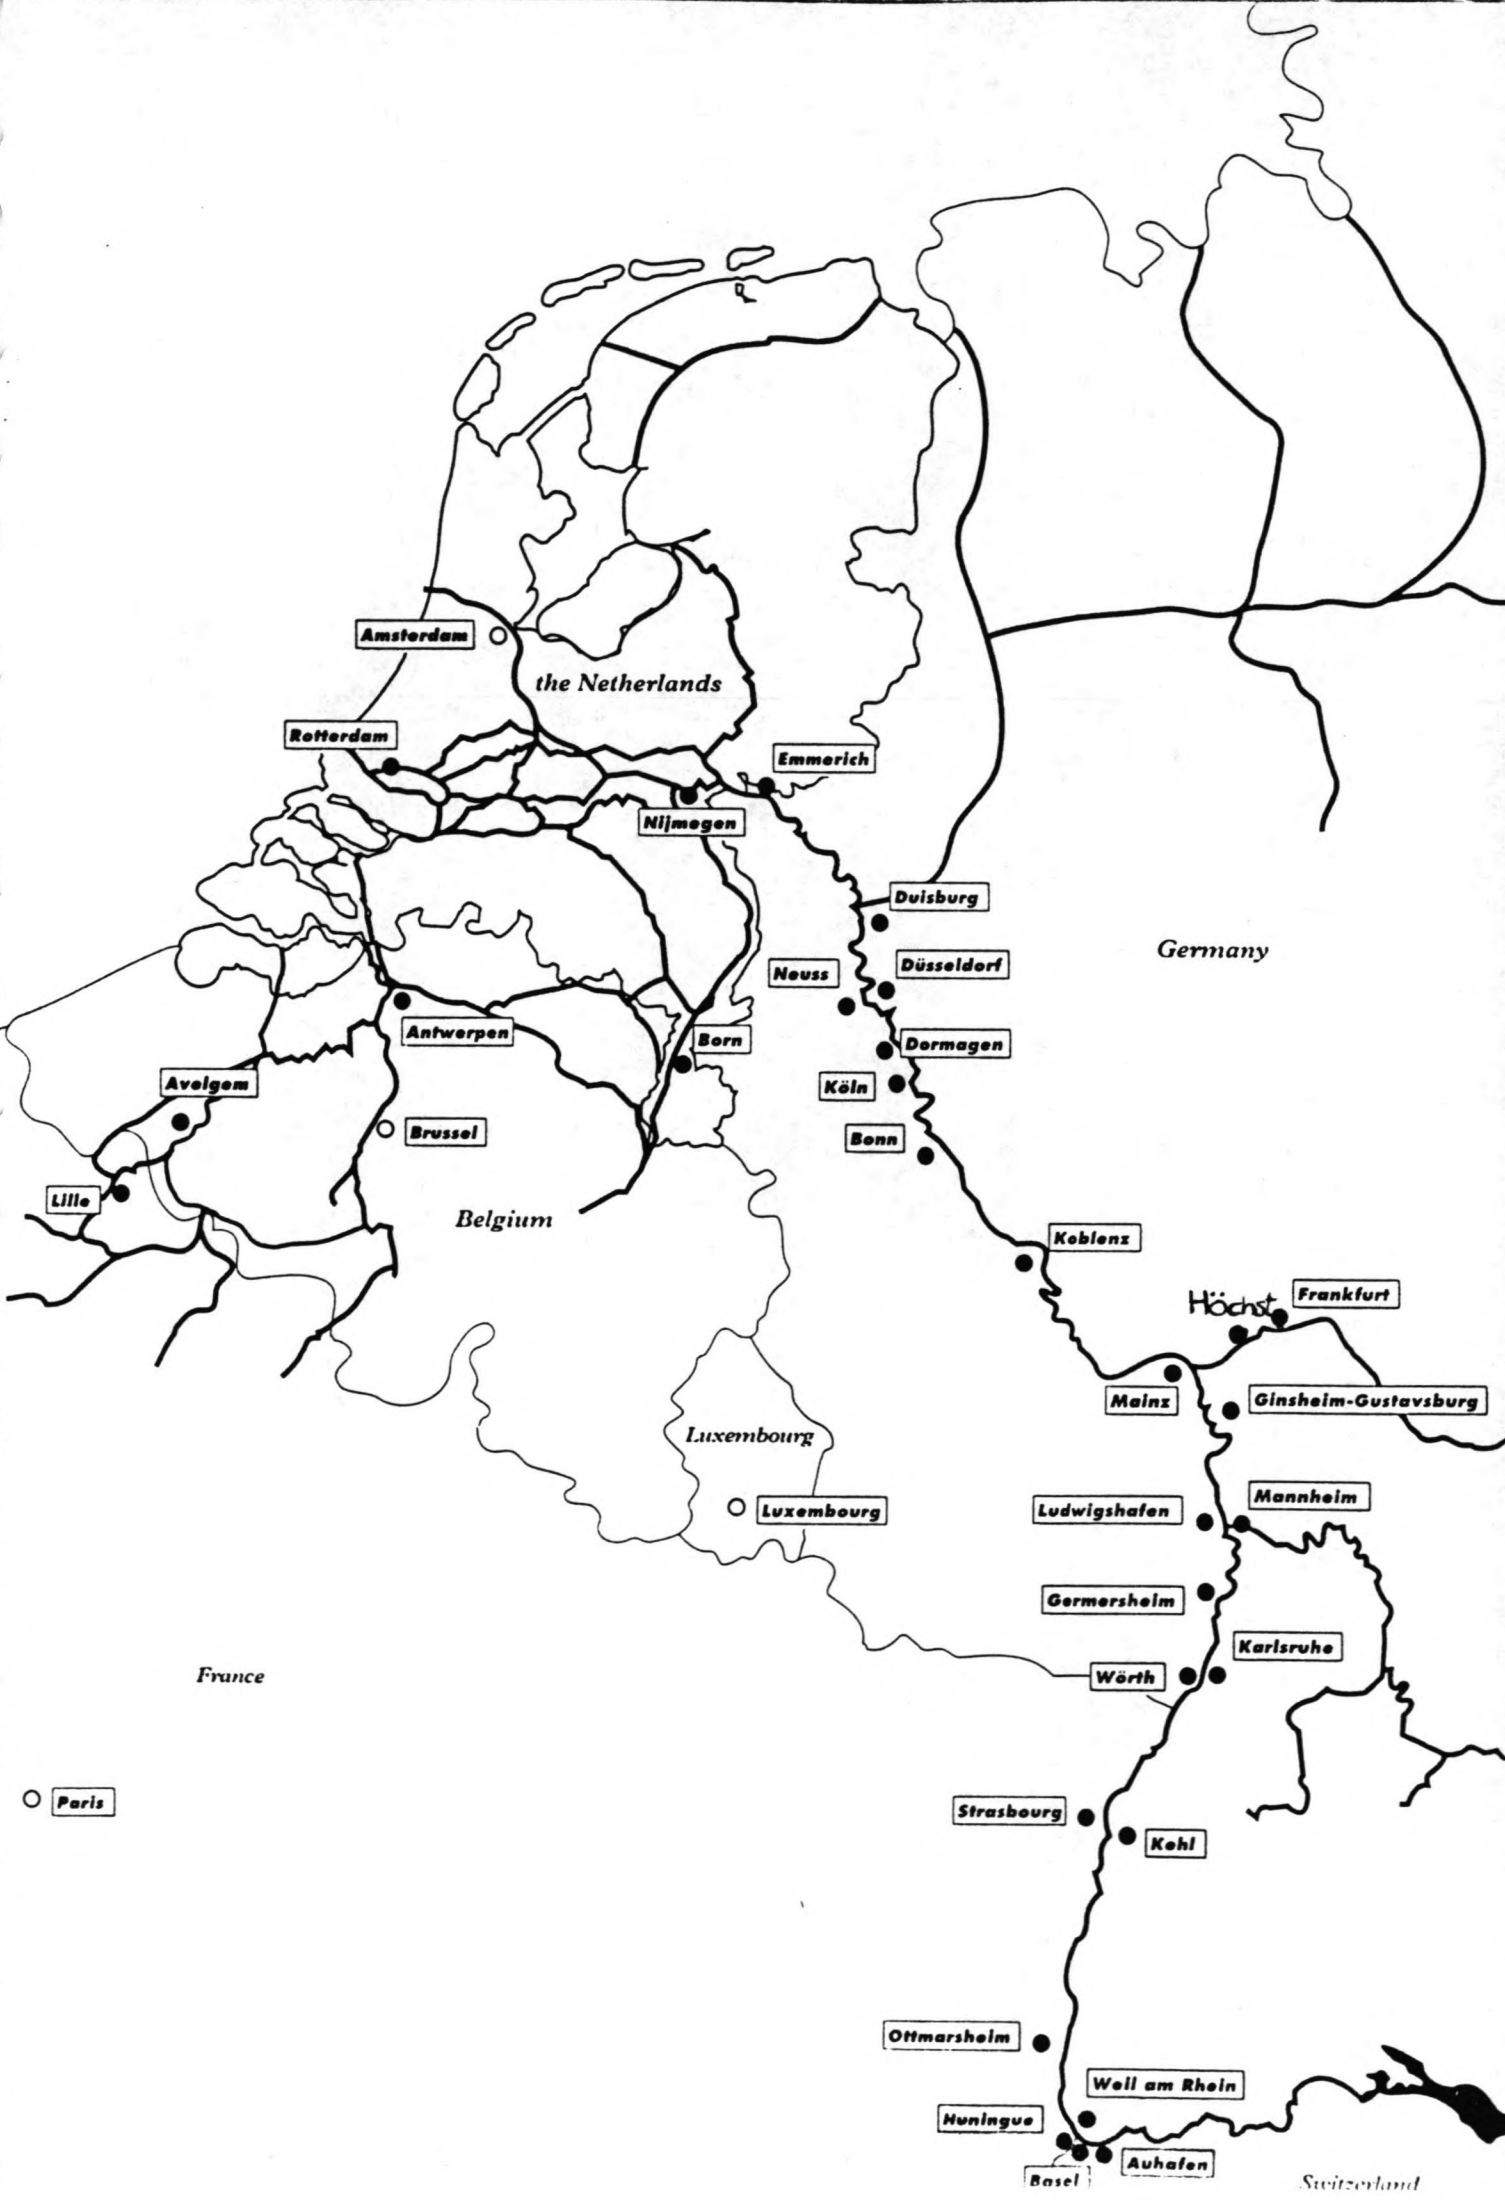 Amsterdam
the Netherlands
Rotterdam
Emmerich
Nijmegen
Duisburg
Germany
Düsseldorf
Neuss
Antwerpen
Born
Dormagen
Avelgem
Köln
Brussel
Bonn
Lille
Belgium
Koblenz
Höchst
Frankfurt
Mainz
Ginsheim-Gustavsburg
Luxembourg
Luxembourg
Ludwigshafen
Mannheim
Germersheim
Karlsruhe
France
Wörth
Paris
Strasbourg
Kehl
Ottmarsheim
Weil am Rhein
Huningue
Auhafen
Basel
Switzerland